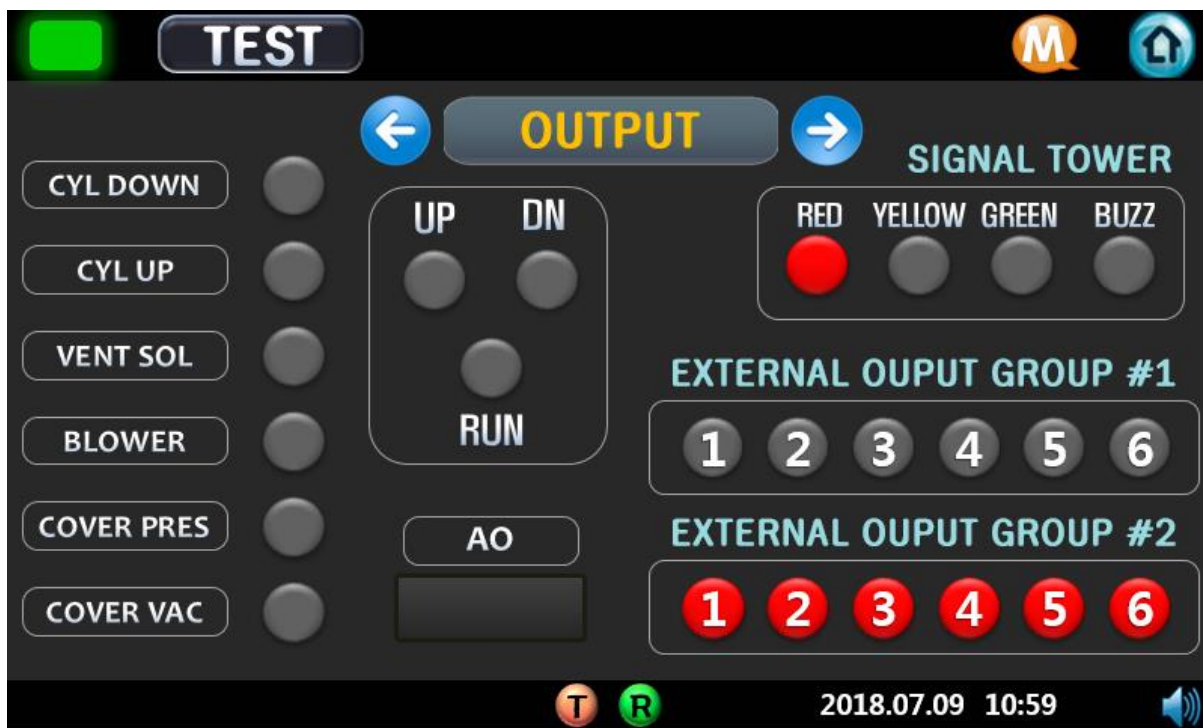 TEST
M
OUTPUT
CYL DOWN
CYL UP
VENT SOL
BLOWER
COVER PRES
COVER VAC
UP DN
RUN
AO
SIGNAL TOWER
RED YELLOW GREEN BUZZ
EXTERNAL OUPUT GROUP #1
1 2 3 4 5 6
EXTERNAL OUPUT GROUP #2
1 2 3 4 5 6
T R 2018.07.09 10:59